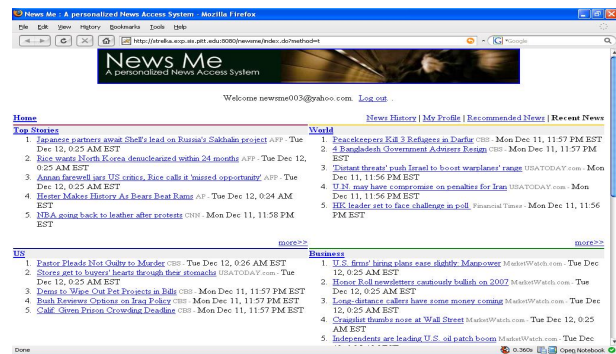 News Me : A personalized News Access System - Mozilla Firefox
File Edit View History Bookmarks Tools Help
http://strelka.exp.sis.pitt.edu:8080/newsme/index.do?method=t
Google
News Me
A personalized News Access System
Welcome newsme003@yahoo.com. Log out. .
Home
News History | My Profile | Recommended News | Recent News
Top Stories
1. Japanese partners await Shell's lead on Russia's Sakhalin project AFP - Tue
Dec 12, 0:25 AM EST
2. Rice wants North Korea denuclearized within 24 months AFP - Tue Dec 12,
0:25 AM EST
3. Annan farewell jars US critics, Rice calls it 'missed opportunity' AFP - Tue
Dec 12, 0:25 AM EST
4. Hester Makes History As Bears Beat Rams AP - Tue Dec 12, 0:24 AM
EST
5. NBA going back to leather after protests CNN - Mon Dec 11, 11:58 PM
EST
more>>
World
1. Peacekeepers Kill 3 Refugees in Darfur CBS - Mon Dec 11, 11:57 PM EST
2. 4 Bangladesh Government Advisers Resign CBS - Mon Dec 11, 11:57 PM
EST
3. 'Distant threats' push Israel to boost warplanes' range USATODAY.com - Mon
Dec 11, 11:56 PM EST
4. U.N. may have compromise on penalties for Iran USATODAY.com - Mon
Dec 11, 11:56 PM EST
5. HK leader set to face challenge in poll Financial Times - Mon Dec 11, 11:56
PM EST
more>>
US
1. Pastor Pleads Not Guilty to Murder CBS - Tue Dec 12, 0:26 AM EST
2. Stores get to buyers' hearts through their stomachs USATODAY.com - Tue
Dec 12, 0:25 AM EST
3. Dems to Wipe Out Pet Projects in Bills CBS - Mon Dec 11, 11:57 PM EST
4. Bush Reviews Options on Iraq Policy CBS - Mon Dec 11, 11:57 PM EST
5. Calif. Given Prison Crowding Deadline CBS - Mon Dec 11, 11:57 PM EST
Business
1. U.S. firms' hiring plans ease slightly: Manpower MarketWatch.com - Tue Dec
12, 0:25 AM EST
2. Honor Roll newsletters cautiously bullish on 2007 MarketWatch.com - Tue
Dec 12, 0:25 AM EST
3. Long-distance callers have some money coming MarketWatch.com - Tue Dec
12, 0:25 AM EST
4. Craigslist thumbs nose at Wall Street MarketWatch.com - Tue Dec 12, 0:25
AM EST
5. Independents are leading U.S. oil patch boom MarketWatch.com - Tue Dec
Done
0.360s
Open Notebook